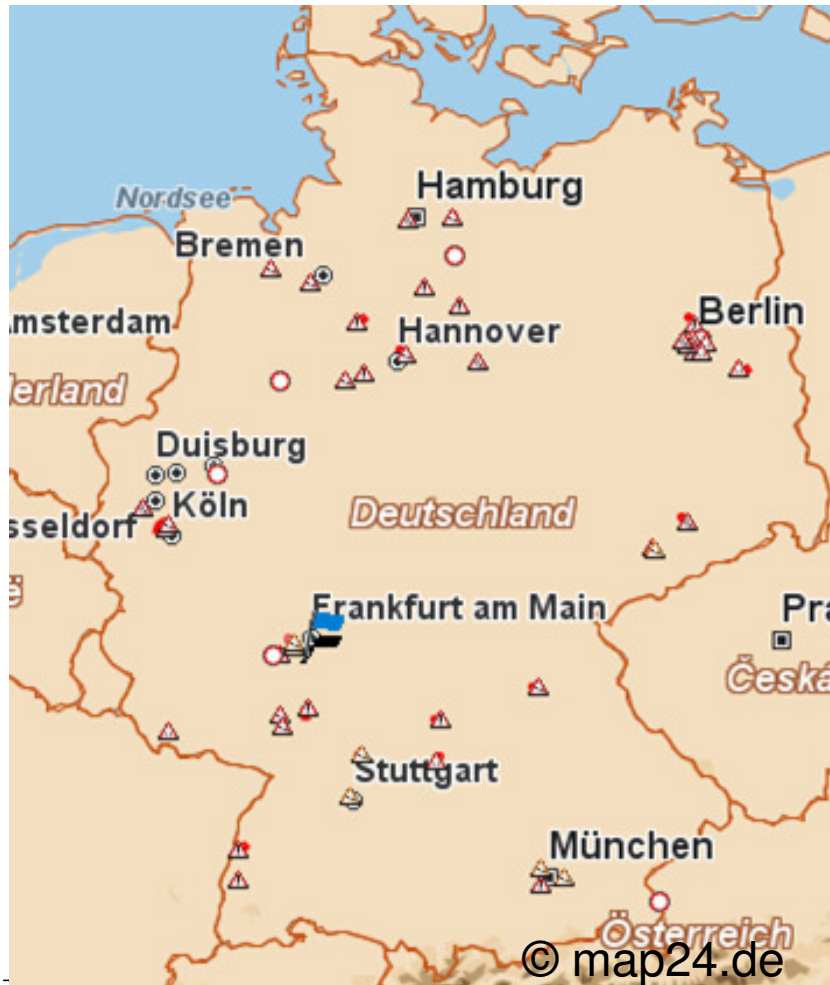 Hamburg
Nordsee
Bremen
Berlin
msterdam
Hannover
erland
Duisburg
Köln
Deutschland
sseldorf
ë
Frankfurt am Main
Pra
Česká
Stuttgart
München
Österreich
© map24.de